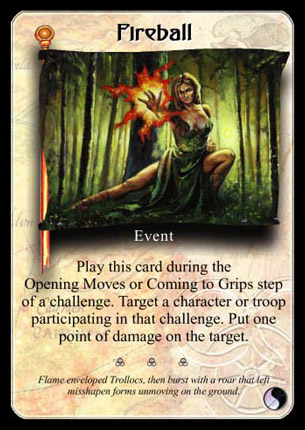 Fireball
Event
Play this card during the
Opening Moves or Coming to Grips step
of a challenge. Target a character or troop
participating in that challenge. Put one
point of damage on the target.
Flame enveloped Trollocs, then burst with a roar that left
misshapen forms unmoving on the ground.